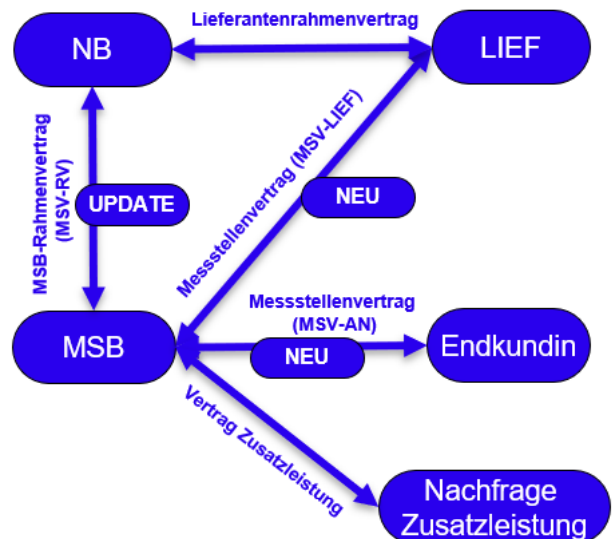 Lieferantenrahmenvertrag
NB
LIEF
MSB-Rahmenvertrag
(MSV-RV)
UPDATE
Messstellenvertrag (MSV-LIEF)
NEU
Messstellenvertrag
(MSV-AN)
MSB
NEU
Endkundin
Vertrag Zusatzleistung
Nachfrage
Zusatzleistung